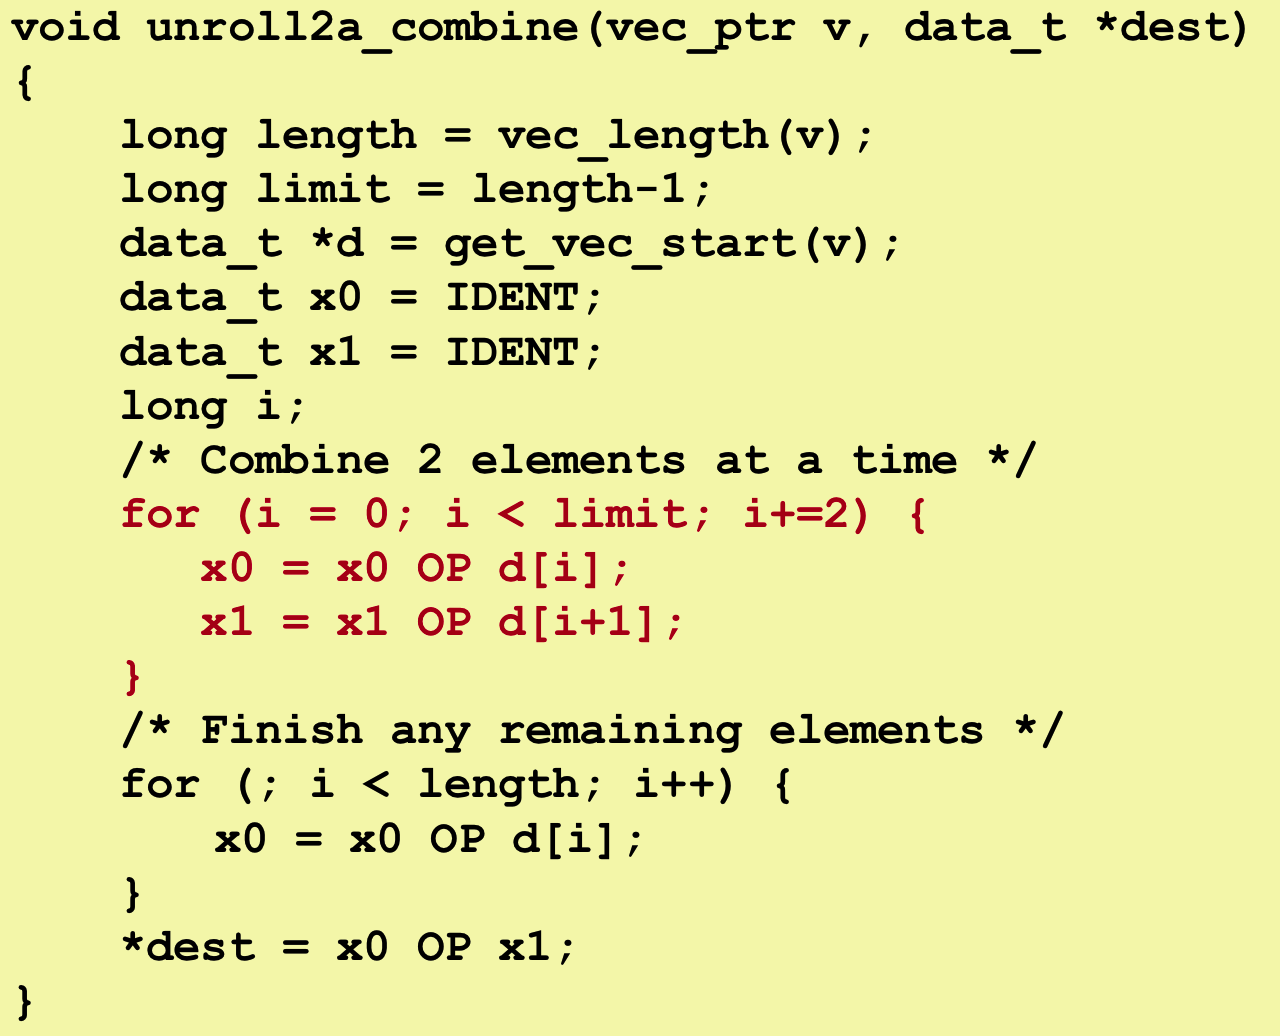 void unroll2a_combine(vec_ptr v, data_t *dest)
{
    long length = vec_length(v);
    long limit = length-1;
    data_t *d = get_vec_start(v);
    data_t x0 = IDENT;
    data_t x1 = IDENT;
    long i;
    /* Combine 2 elements at a time */
    for (i = 0; i < limit; i+=2) {
       x0 = x0 OP d[i];
       x1 = x1 OP d[i+1];
    }
    /* Finish any remaining elements */
    for (; i < length; i++) {
        x0 = x0 OP d[i];
    }
    *dest = x0 OP x1;
}